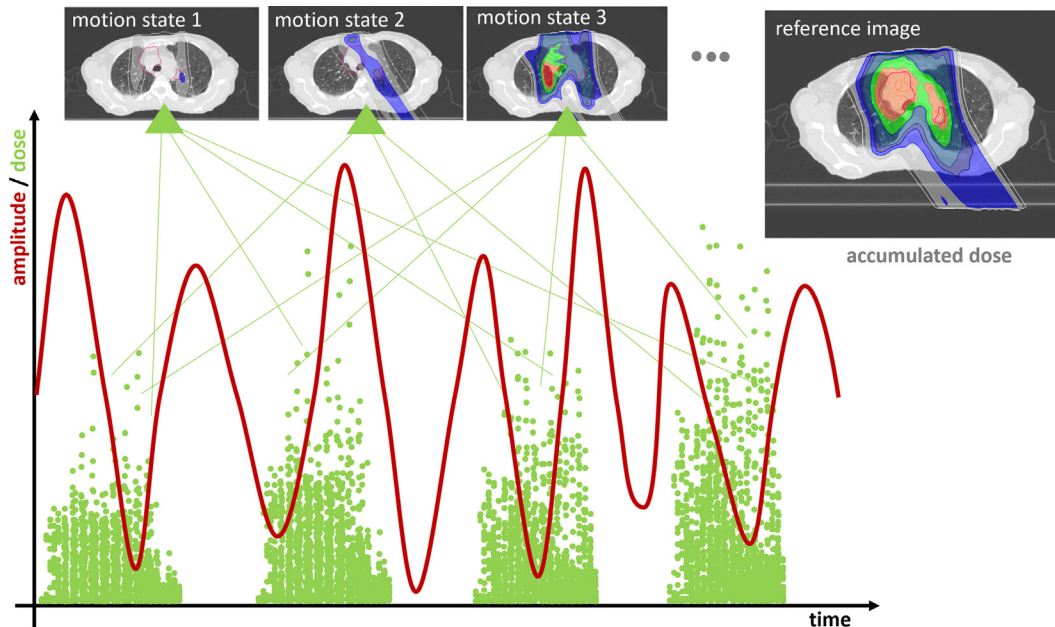 motion state 1
motion state 2
motion state 3
reference image
accumulated dose
amplitude / dose
time